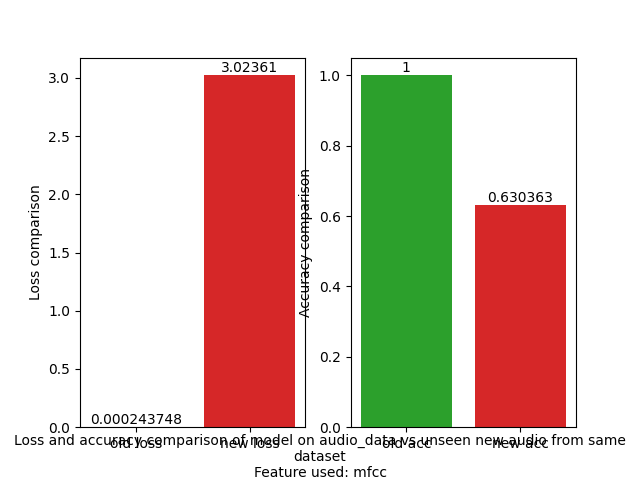 Loss comparison
3.0
2.5
2.0
1.5
1.0
0.5
0.0
3.02361
0.000243748
old loss
new loss
Accuracy comparison
1.0
0.8
0.6
0.4
0.2
0.0
1
0.630363
old acc
new acc
Loss and accuracy comparison of model on audio_data vs unseen new audio from same
dataset
Feature used: mfcc